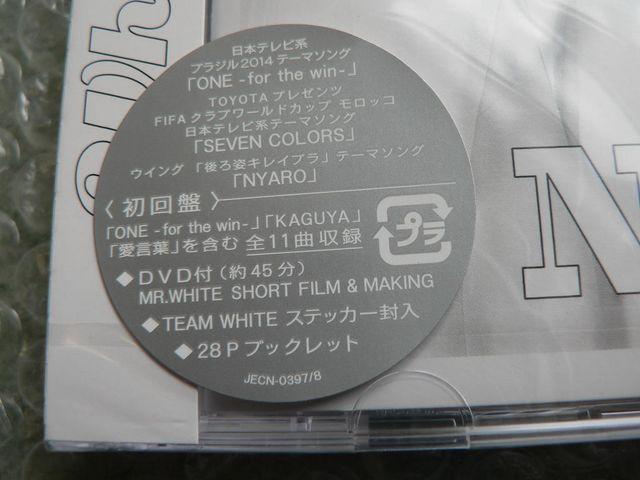 日本テレビ系
ブラジル2014 テーマソング
「ONE -for the win-」
TOYOTA プレゼンツ
FIFA クラブワールドカップ モロッコ
日本テレビ系テーマソング
「SEVEN COLORS」
ウイング 「後ろ姿キレイブラ」 テーマソング
「NYARO」
〈 初回盤 〉
「ONE -for the win-」「KAGUYA」
「愛言葉」を含む 全11曲 収録
プラ
◆ DVD付 (約45分)
MR.WHITE SHORT FILM & MAKING
◆ TEAM WHITE ステッカー封入
◆ 28P ブックレット
JECN-0397/8
N